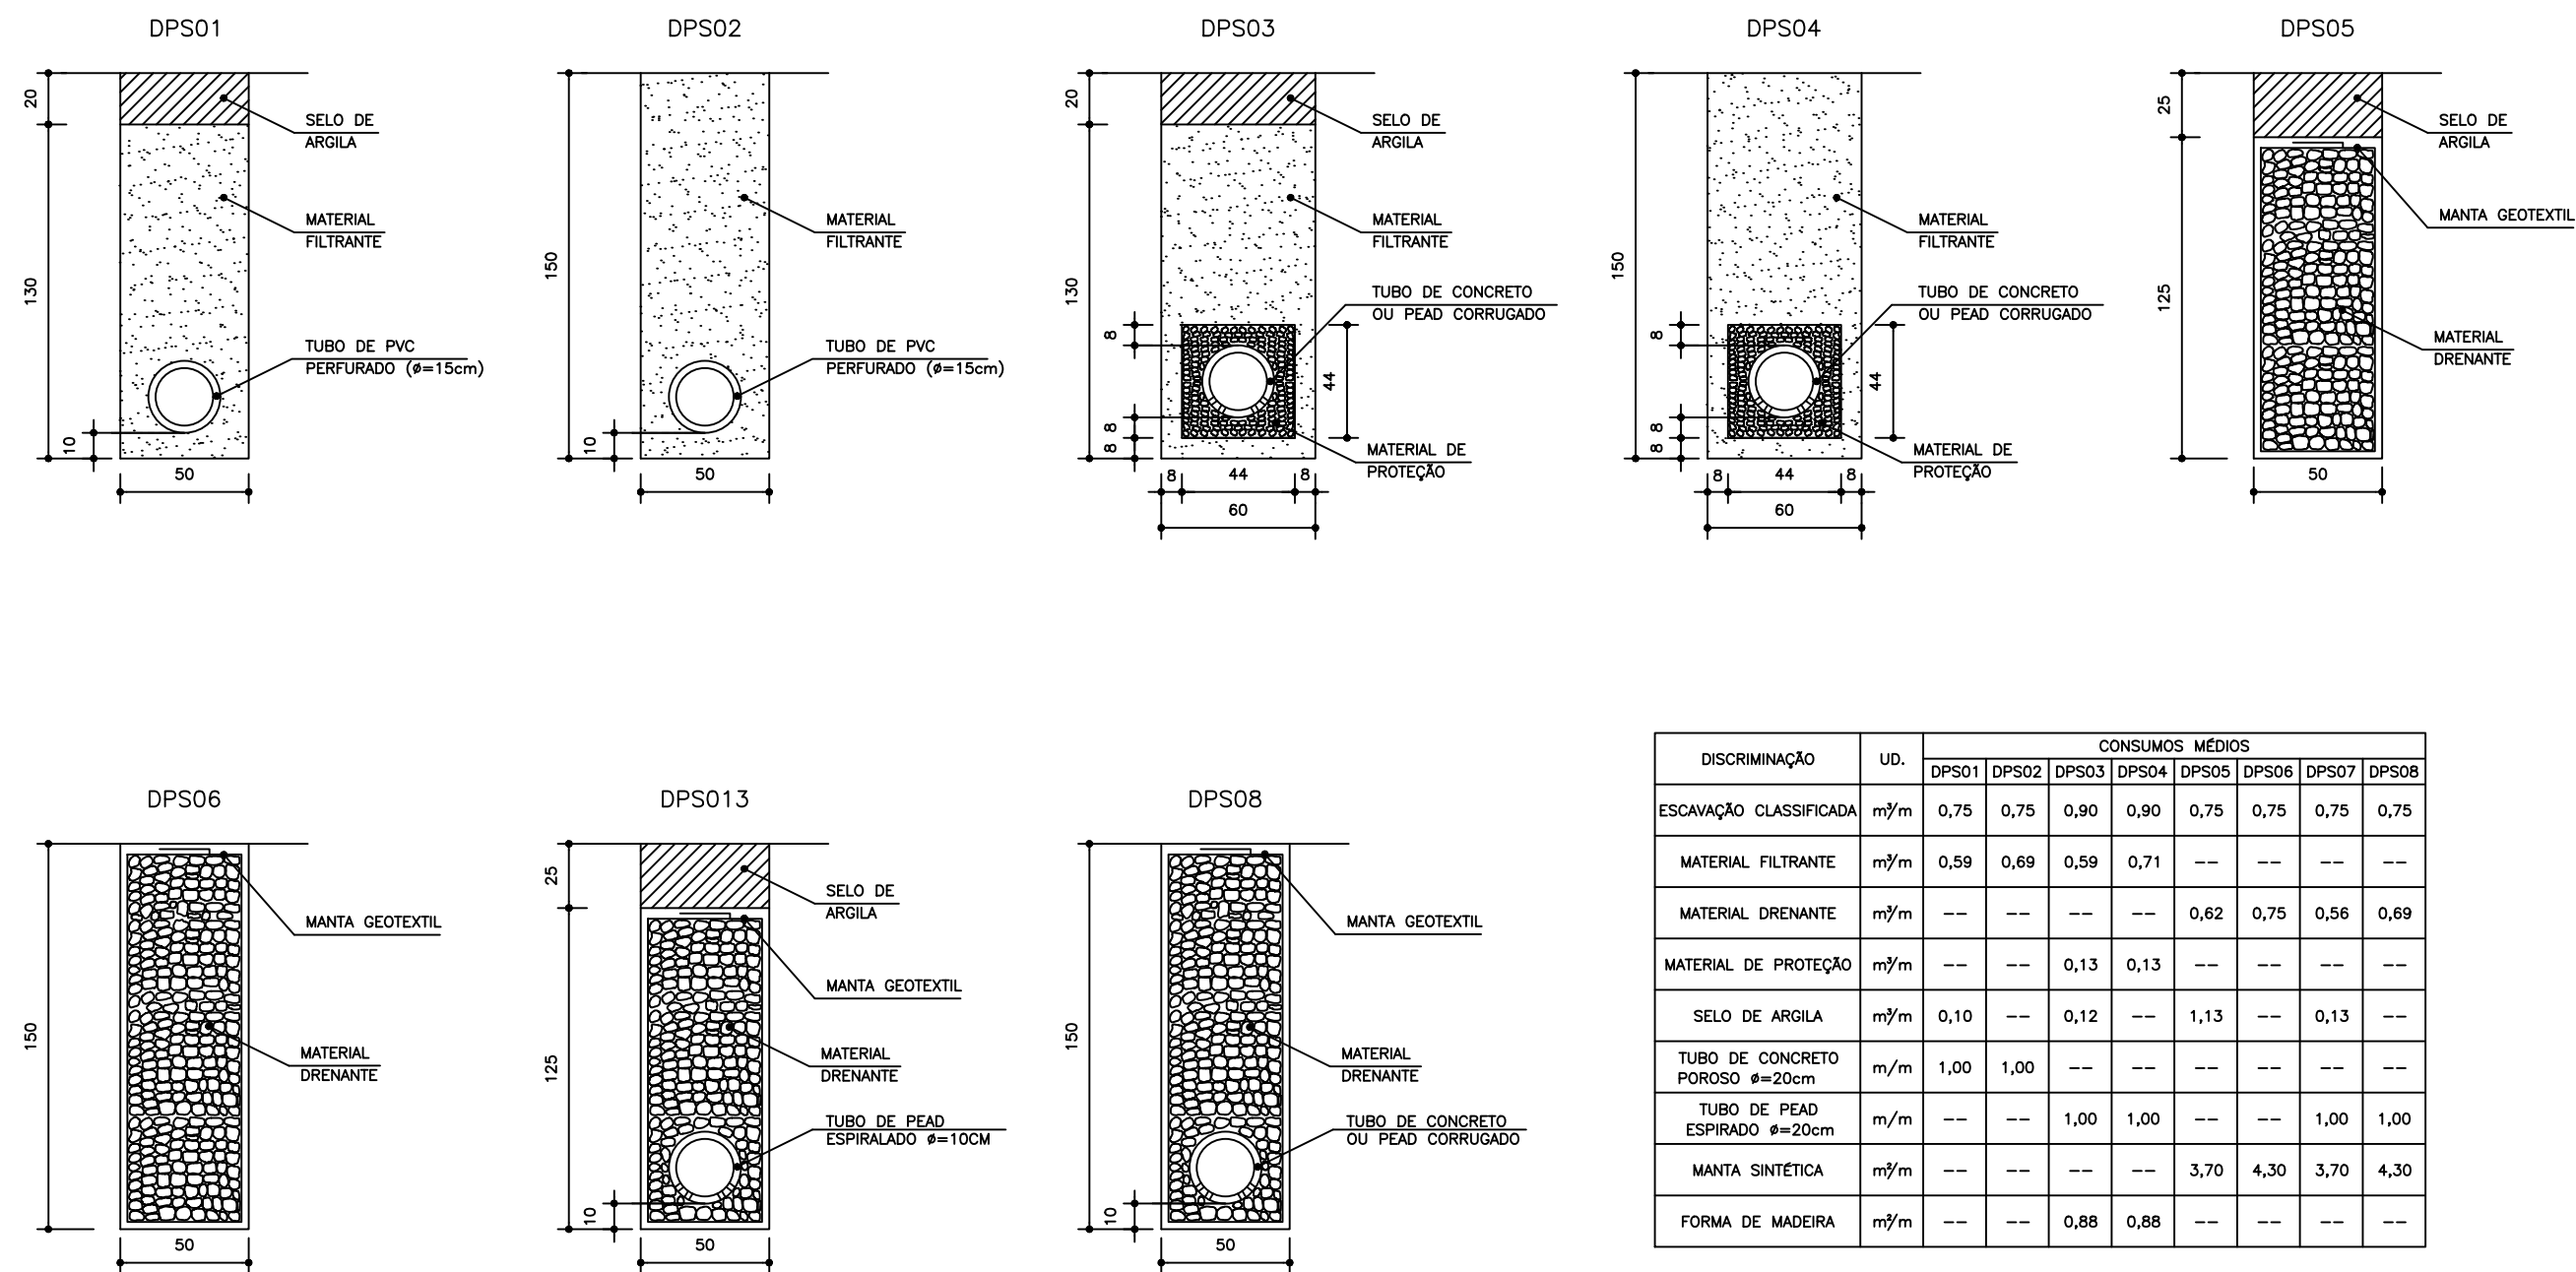 DPS01
20
130
10
50
SELO DE
ARGILA
MATERIAL
FILTRANTE
TUBO DE PVC
PERFURADO (ø=15cm)
DPS02
150
10
50
MATERIAL
FILTRANTE
TUBO DE PVC
PERFURADO (ø=15cm)
DPS03
20
130
8
8
8
44
8
44
8
60
SELO DE
ARGILA
MATERIAL
FILTRANTE
TUBO DE CONCRETO
OU PEAD CORRUGADO
MATERIAL DE
PROTEÇÃO
DPS04
150
8
8
8
44
8
44
8
60
MATERIAL
FILTRANTE
TUBO DE CONCRETO
OU PEAD CORRUGADO
MATERIAL DE
PROTEÇÃO
DPS05
25
125
50
SELO DE
ARGILA
MANTA GEOTEXTIL
MATERIAL
DRENANTE
DPS06
150
50
MANTA GEOTEXTIL
MATERIAL
DRENANTE
DPS013
25
125
10
50
SELO DE
ARGILA
MANTA GEOTEXTIL
MATERIAL
DRENANTE
TUBO DE PEAD
ESPIRALADO ø=10CM
DPS08
150
10
50
MANTA GEOTEXTIL
MATERIAL
DRENANTE
TUBO DE CONCRETO
OU PEAD CORRUGADO
DISCRIMINAÇÃO UD. CONSUMOS MÉDIOS
DPS01 DPS02 DPS03 DPS04 DPS05 DPS06 DPS07 DPS08
ESCAVAÇÃO CLASSIFICADA m³/m 0,75 0,75 0,90 0,90 0,75 0,75 0,75 0,75
MATERIAL FILTRANTE m³/m 0,59 0,69 0,59 0,71 -- -- -- --
MATERIAL DRENANTE m³/m -- -- -- -- 0,62 0,75 0,56 0,69
MATERIAL DE PROTEÇÃO m³/m -- -- 0,13 0,13 -- -- -- --
SELO DE ARGILA m³/m 0,10 -- 0,12 -- 1,13 -- 0,13 --
TUBO DE CONCRETO
POROSO ø=20cm m/m 1,00 1,00 -- -- -- -- -- --
TUBO DE PEAD
ESPIRADO ø=20cm m/m -- -- 1,00 1,00 -- -- 1,00 1,00
MANTA SINTÉTICA m²/m -- -- -- -- 3,70 4,30 3,70 4,30
FORMA DE MADEIRA m²/m -- -- 0,88 0,88 -- -- -- --